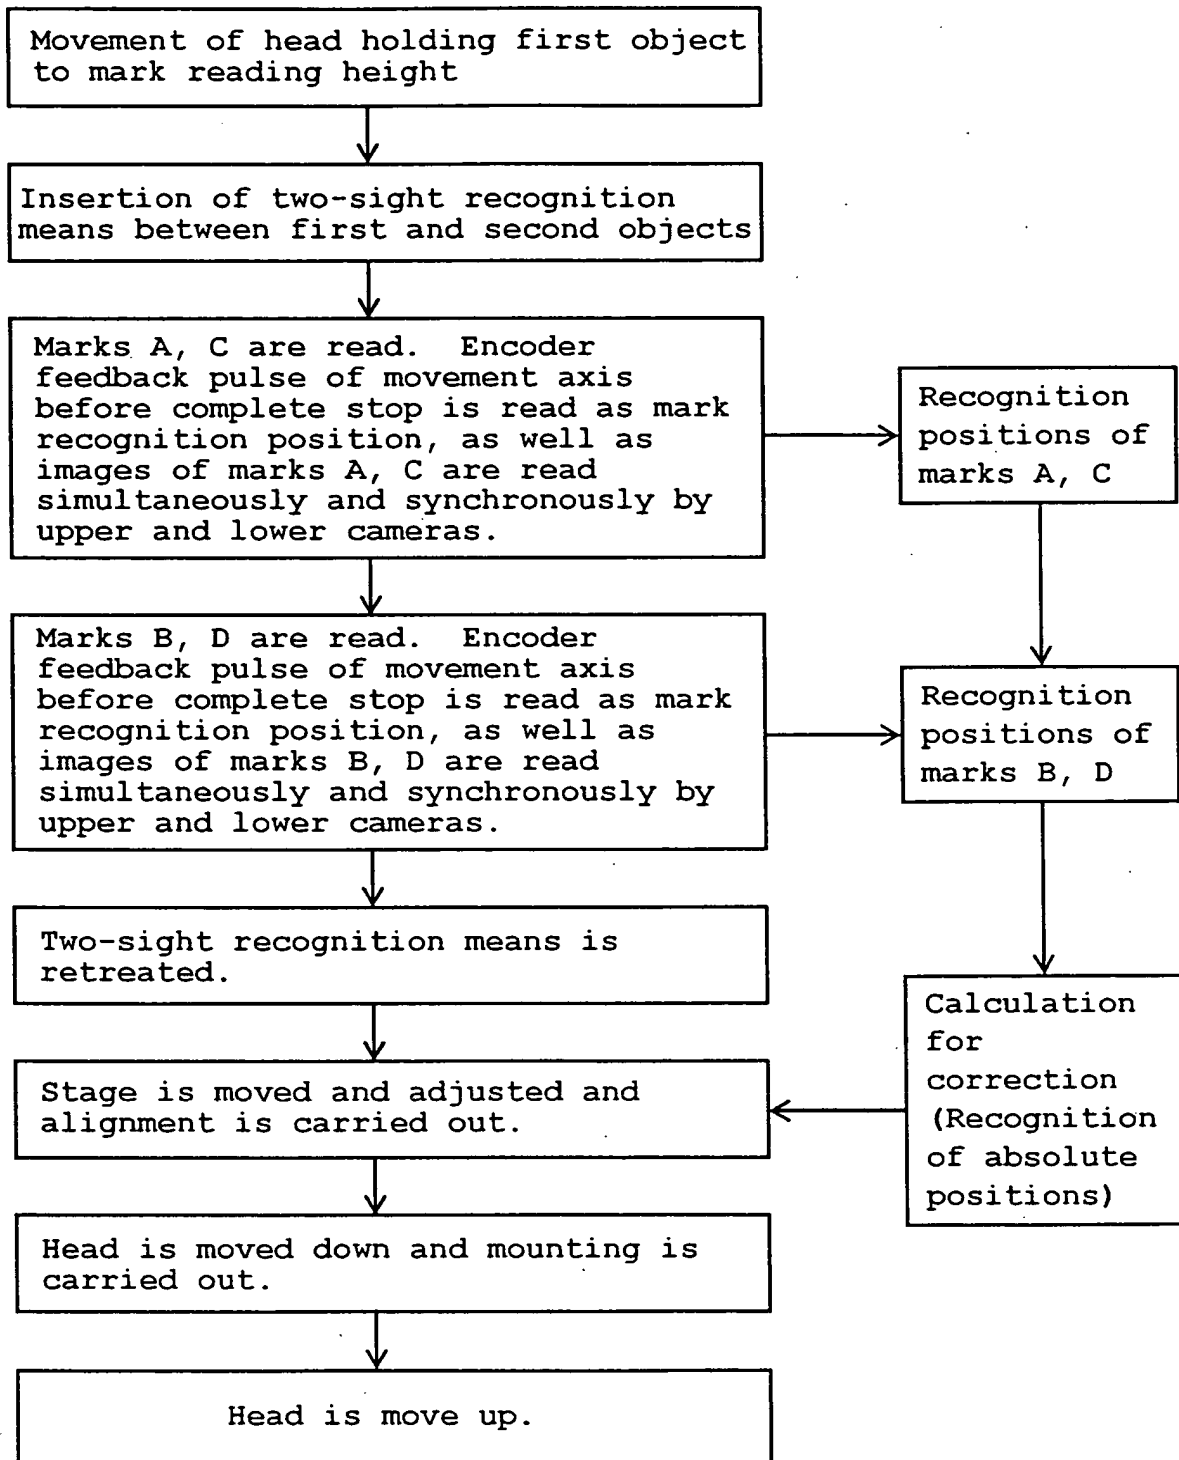 Movement of head holding first object
to mark reading height
Insertion of two-sight recognition
means between first and second objects
Marks A, C are read. Encoder
feedback pulse of movement axis
before complete stop is read as mark
recognition position, as well as
images of marks A, C are read
simultaneously and synchronously by
upper and lower cameras.
Recognition
positions of
marks A, C
Marks B, D are read. Encoder
feedback pulse of movement axis
before complete stop is read as mark
recognition position, as well as
images of marks B, D are read
simultaneously and synchronously by
upper and lower cameras.
Recognition
positions of
marks B, D
Two-sight recognition means is
retreated.
Calculation
for
correction
(Recognition
of absolute
positions)
Stage is moved and adjusted and
alignment is carried out.
Head is moved down and mounting is
carried out.
Head is move up.